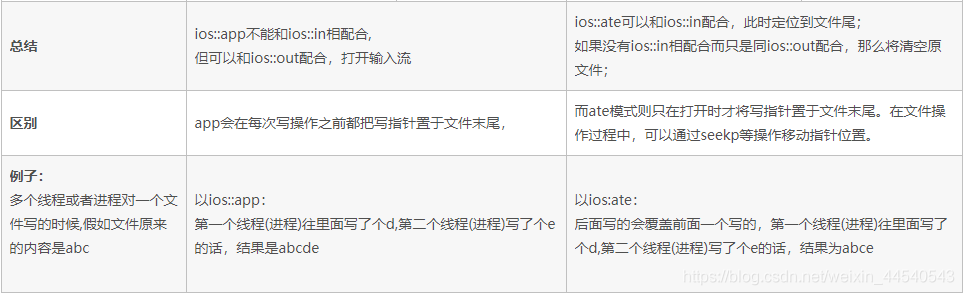 总结
ios::app不能和ios::in相配合,
但可以和ios::out配合，打开输入流
ios::ate可以和ios::in配合，此时定位到文件尾；
如果没有ios::in相配合而只是同ios::out配合，那么将清空原
文件；
区别
app会在每次写操作之前都把写指针置于文件末尾，
而ate模式则只在打开时才将写指针置于文件末尾。在文件操
作过程中，可以通过seekp等操作移动指针位置。
例子：
多个线程或者进程对一个文
件写的时候,假如文件原来
的内容是abc
以ios::app：
第一个线程(进程)往里面写了个d,第二个线程(进程)写了个e
的话，结果是abcde
以ios:ate：
后面写的会覆盖前面一个写的，第一个线程(进程)往里面写了
个d,第二个线程(进程)写了个e的话，结果为abce
https://blog.csdn.net/weixin_44540543